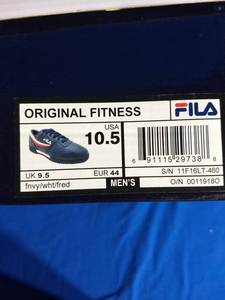 ORIGINAL FITNESS
FILA
USA
10.5
UK 9.5
EUR 44
6 91115 29738 8
fnvy/wht/fred
MEN'S
S/N 11F16LT-460
O/N 0011918O